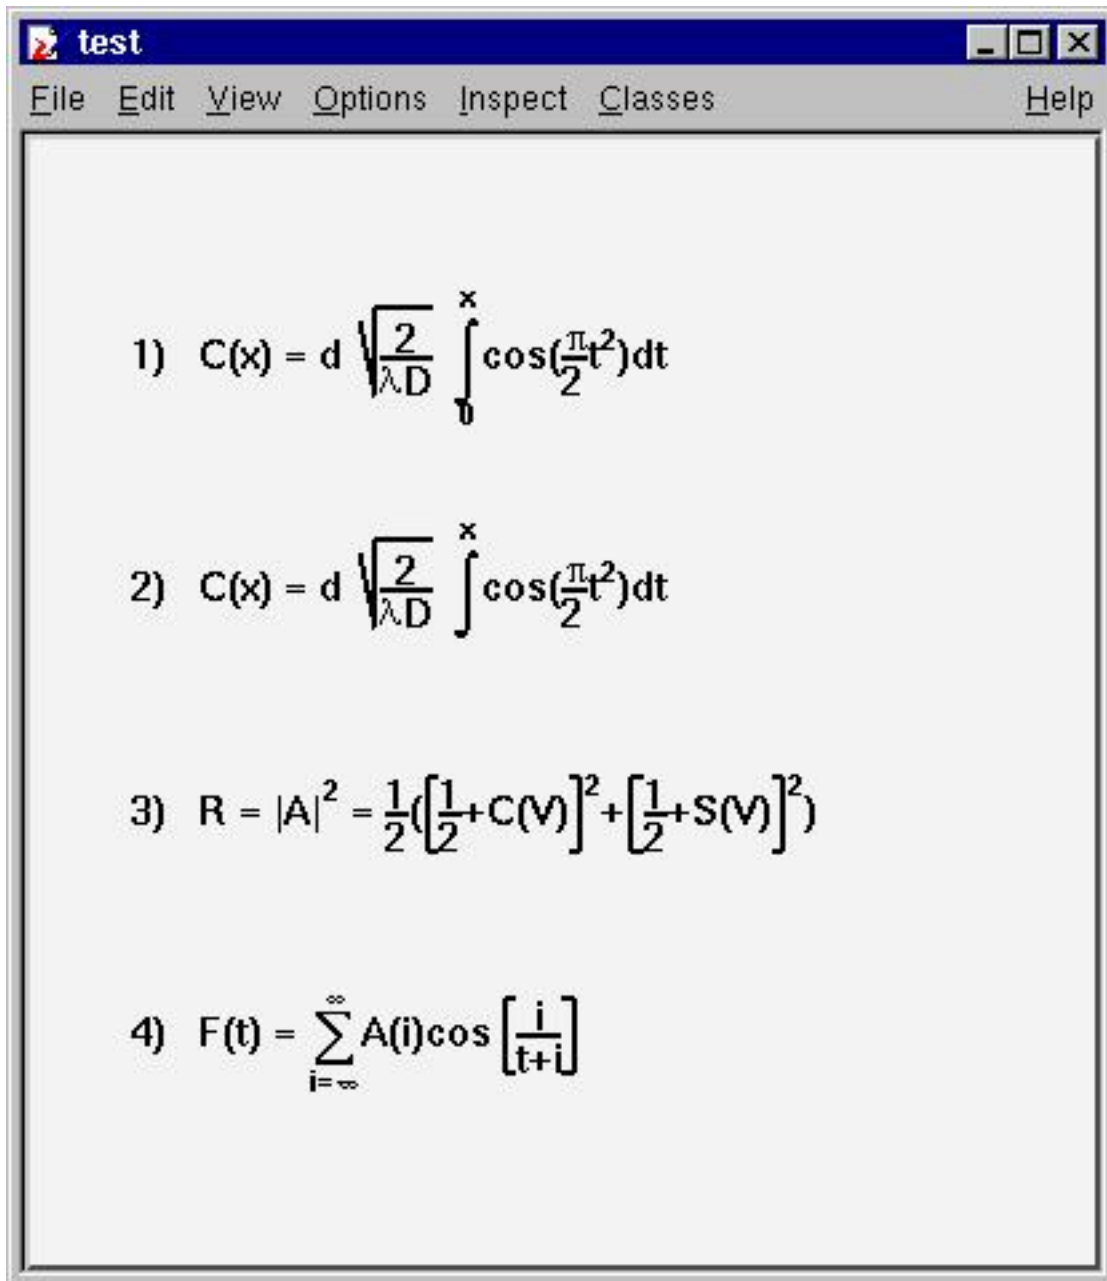 test
File Edit View Options Inspect Classes Help
1) C(x) = d √(2/λD) ∫₀ˣ cos(π/2 t²)dt
2) C(x) = d √(2/λD) ∫ˣ cos(π/2 t²)dt
3) R = |A|² = 1/2([1/2+C(V)]²+[1/2+S(V)]²)
4) F(t) = ∑ i=-∞ ∞ A(i)cos [i/t+i]